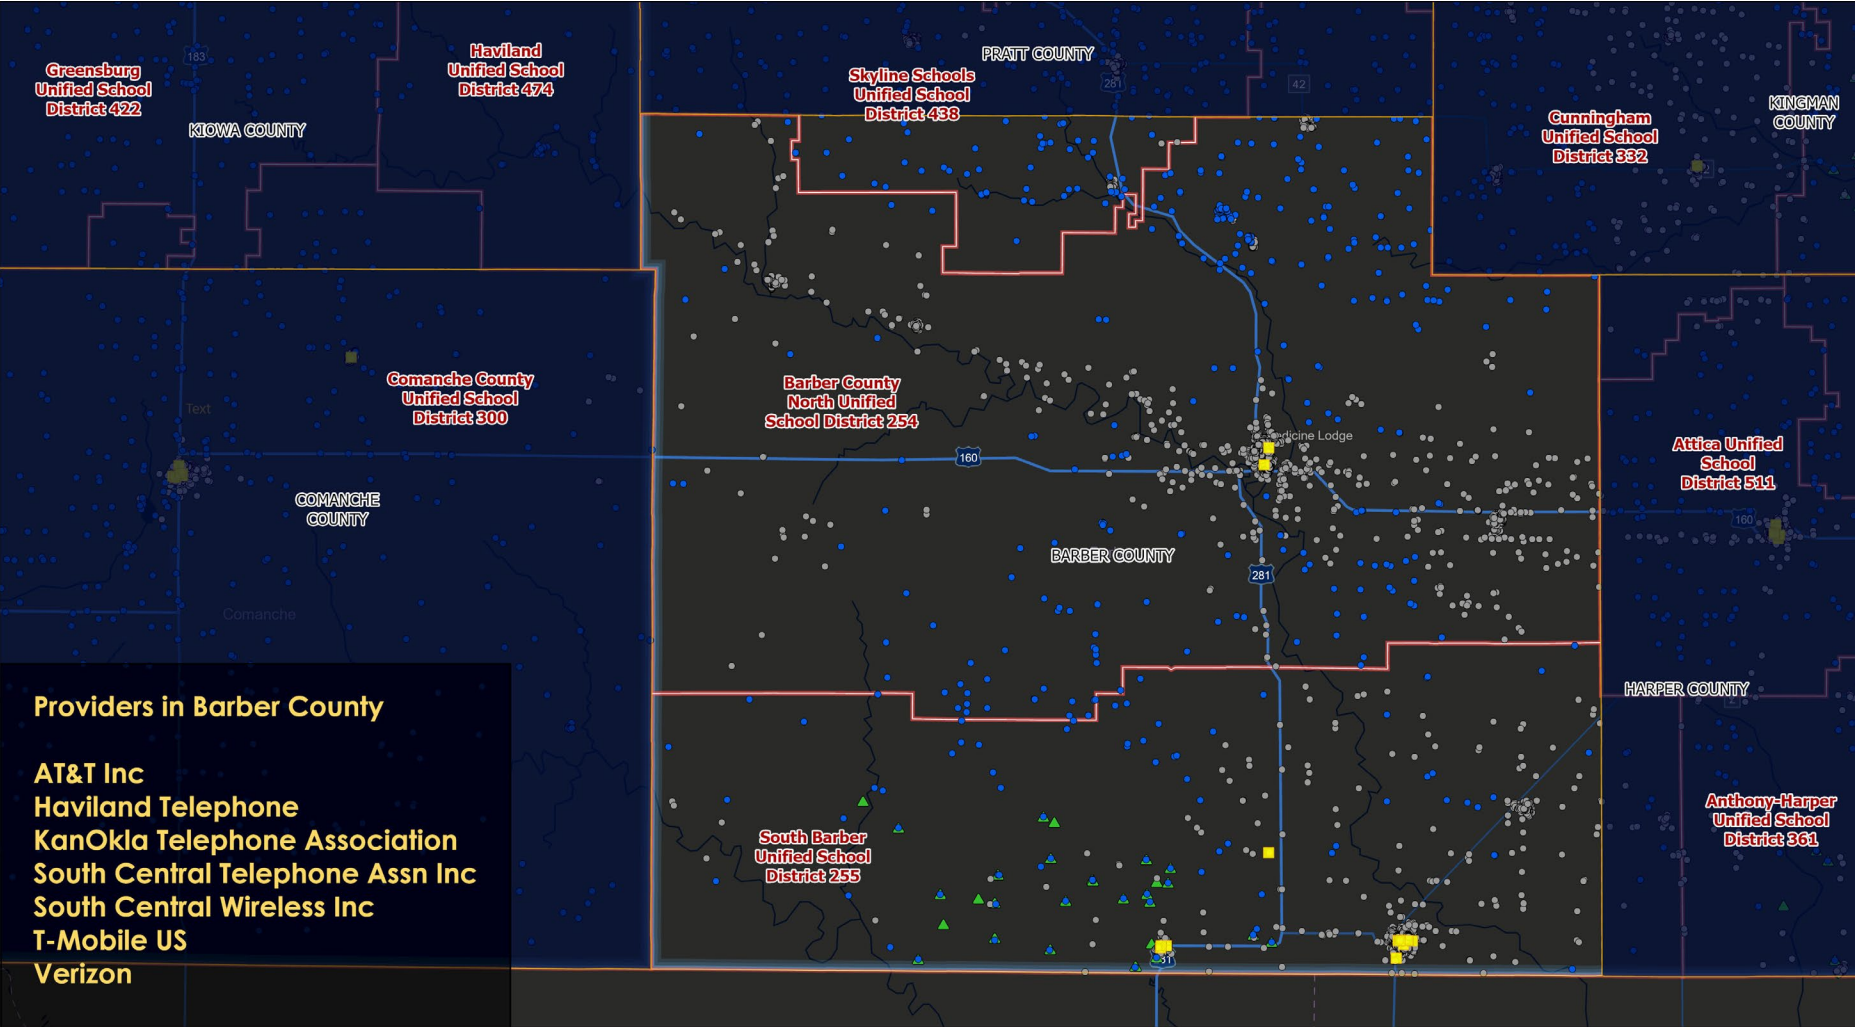 183
Greensburg
Unified School
District 422
Haviland
Unified School
District 474
KIOWA COUNTY
PRATT COUNTY
Skyline Schools
Unified School
District 438
281
42
Cunningham
Unified School
District 332
KINGMAN
COUNTY
Comanche County
Unified School
District 300
Text
Barber County
North Unified
School District 254
160
dicine Lodge
Attica Unified
School
District 511
COMANCHE
COUNTY
160
BARBER COUNTY
281
Comanche
HARPER COUNTY
Providers in Barber County
AT&T Inc
Haviland Telephone
KanOkla Telephone Association
South Central Telephone Assn Inc
South Central Wireless Inc
T-Mobile US
Verizon
South Barber
Unified School
District 255
Anthony-Harper
Unified School
District 361